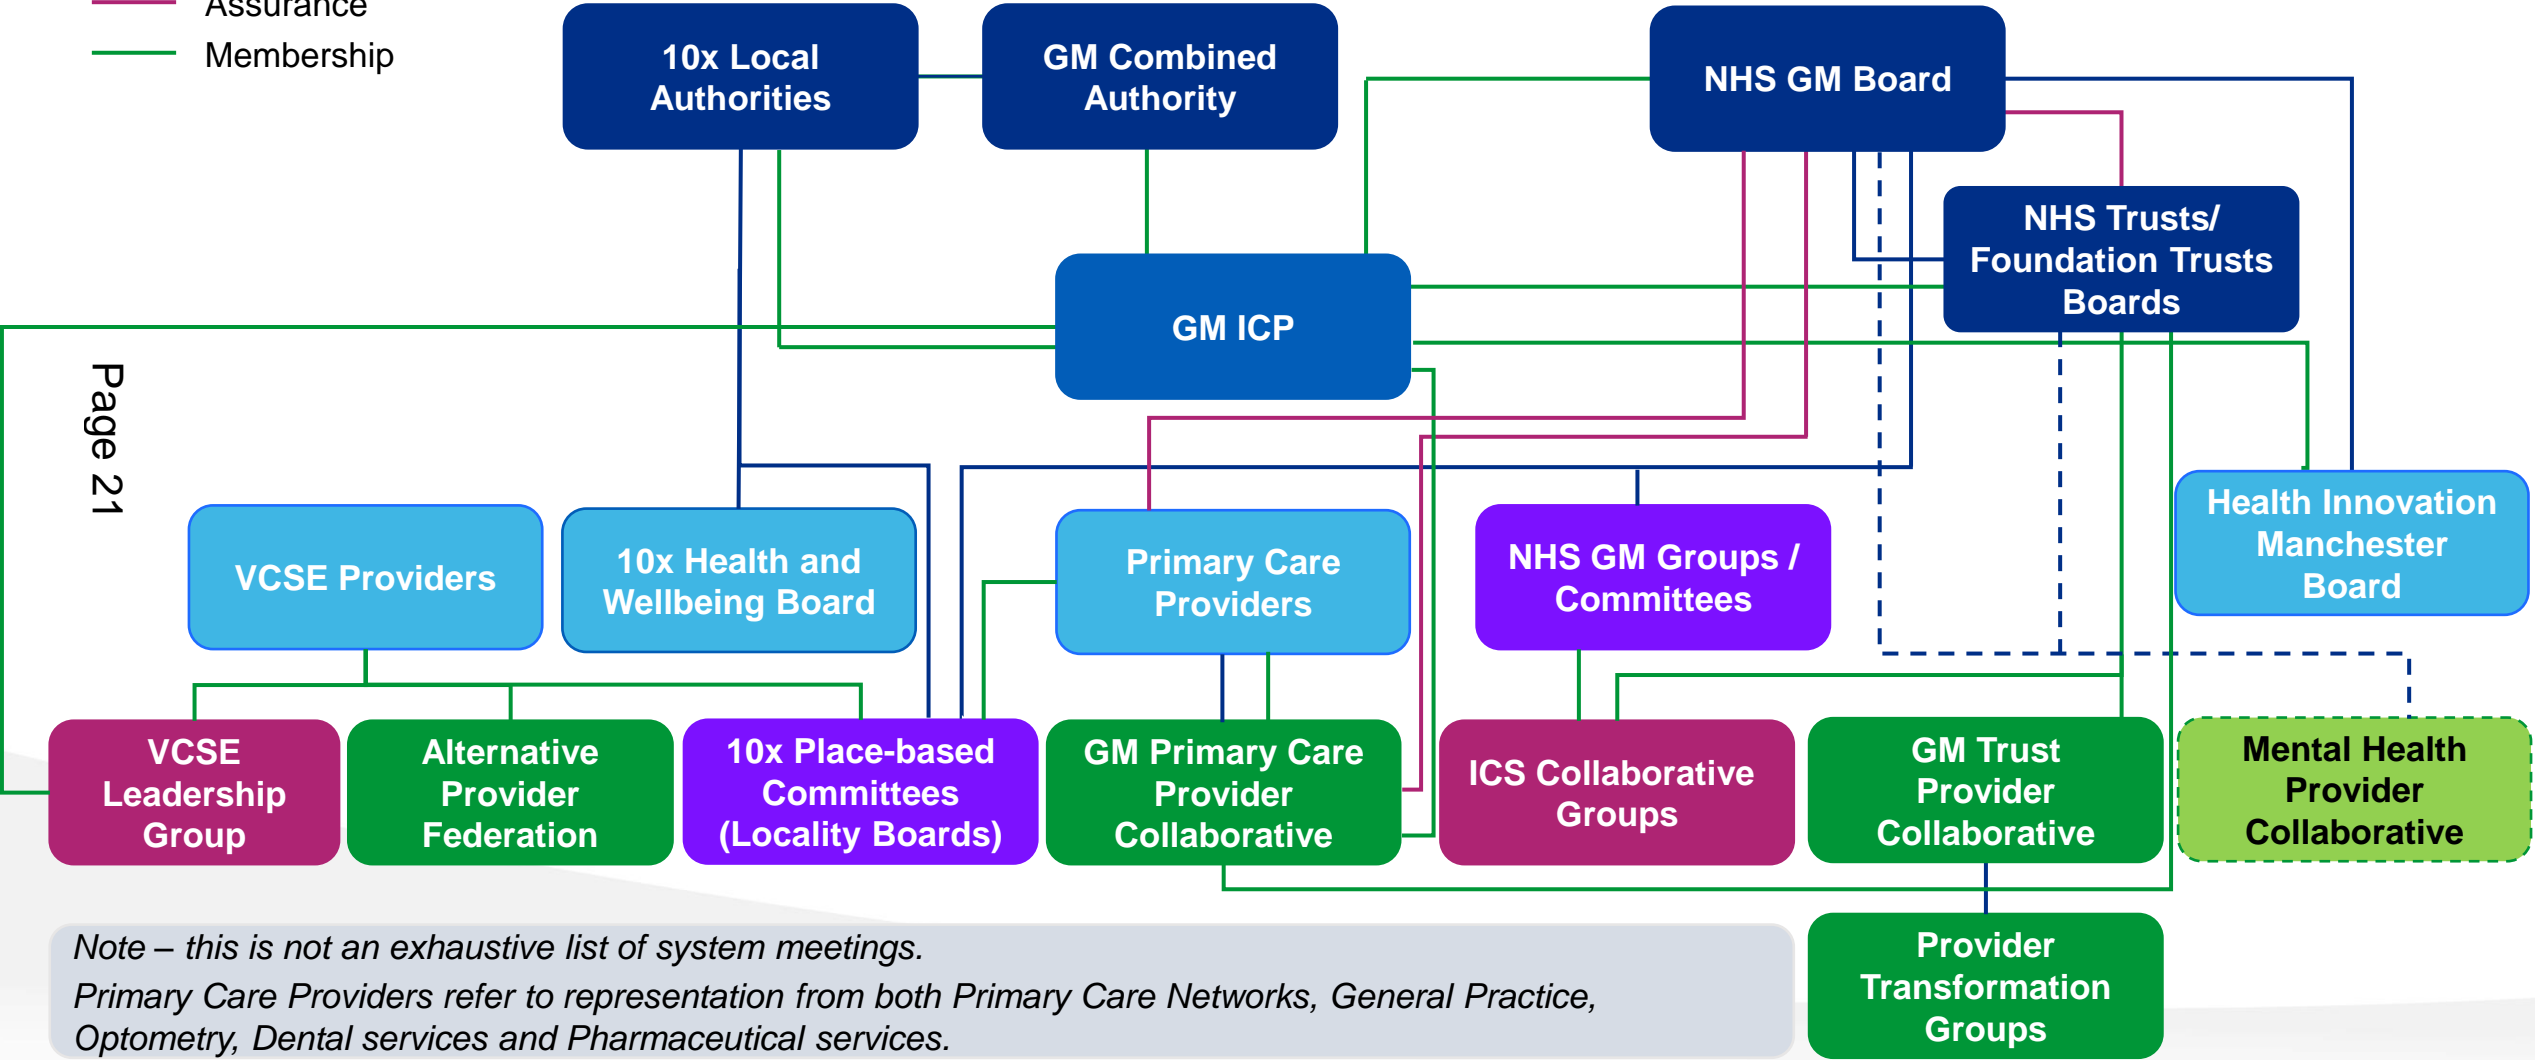 Assurance
Membership
10x Local
Authorities
GM Combined
Authority
NHS GM Board
NHS Trusts/
Foundation Trusts
Boards
GM ICP
Page 21
VCSE Providers
10x Health and
Wellbeing Board
Primary Care
Providers
NHS GM Groups /
Committees
Health Innovation
Manchester
Board
VCSE
Leadership
Group
Alternative
Provider
Federation
10x Place-based
Committees
(Locality Boards)
GM Primary Care
Provider
Collaborative
ICS Collaborative
Groups
GM Trust
Provider
Collaborative
Mental Health
Provider
Collaborative
Note – this is not an exhaustive list of system meetings.
Primary Care Providers refer to representation from both Primary Care Networks, General Practice,
Optometry, Dental services and Pharmaceutical services.
Provider
Transformation
Groups